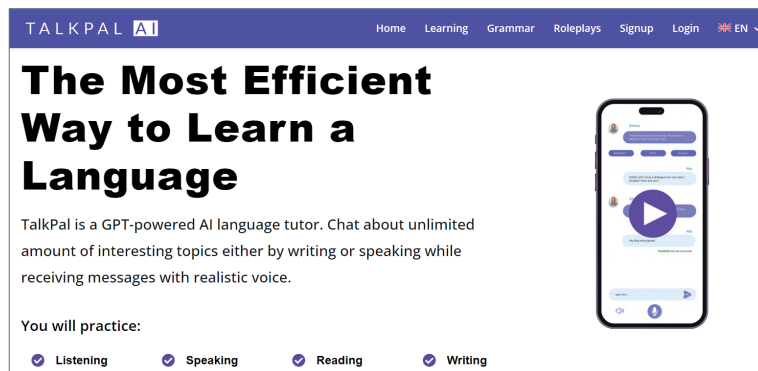 TALKPAL AI
Home Learning Grammar Roleplays Signup Login EN
The Most Efficient
Way to Learn a
Language
TalkPal is a GPT-powered AI language tutor. Chat about unlimited
amount of interesting topics either by writing or speaking while
receiving messages with realistic voice.
You will practice:
Listening Speaking Reading Writing